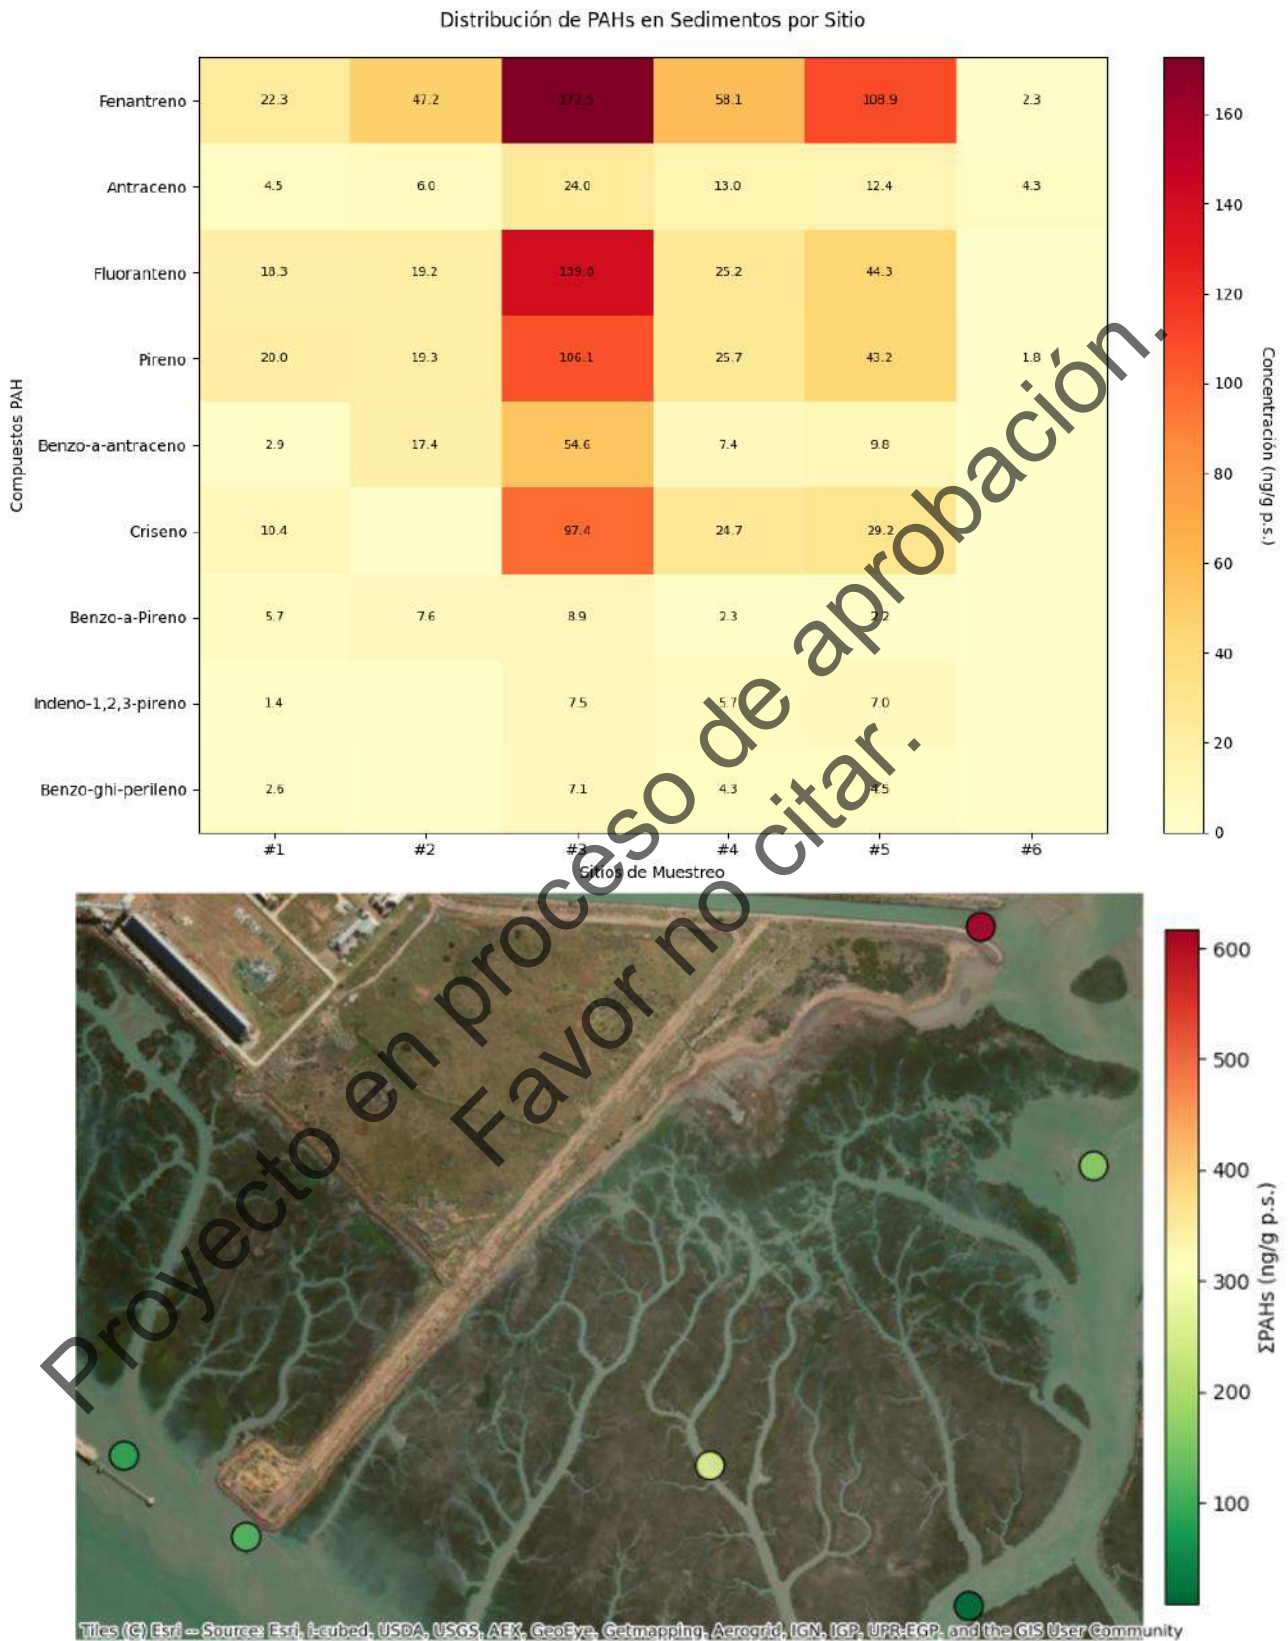 Distribución de PAHs en Sedimentos por Sitio
Compuestos PAH
Fenantreno 22.3 47.2 172.5 58.1 108.9 2.3
Antraceno 4.5 6.0 24.0 13.0 12.4 4.3
Fluoranteno 18.3 19.2 139.0 25.2 44.3
Pireno 20.0 19.3 106.1 25.7 43.2 1.8
Benzo-a-antraceno 2.9 17.4 54.6 7.4 9.8
Criseno 10.4 97.4 24.7 29.2
Benzo-a-Pireno 5.7 7.6 8.9 2.3 2.2
Indeno-1,2,3-pireno 1.4 7.5 5.7 7.0
Benzo-ghi-perileno 2.6 7.1 4.3 4.5
#1 #2 #3 #4 #5 #6
Sitios de Muestreo
160
140
120
100
80
60
40
20
0
Concentración (ng/g p.s.)
Proyecto en proceso de aprobación.
Favor no citar.
600
500
400
300
200
100
ΣPAHs (ng/g p.s.)
Tiles (C) Esri -- Source: Esri, i-cubed, USDA, USGS, AEX, GeoEye, Getmapping, Aerogrid, IGN, IGP, UPR-EGP, and the GIS User Community